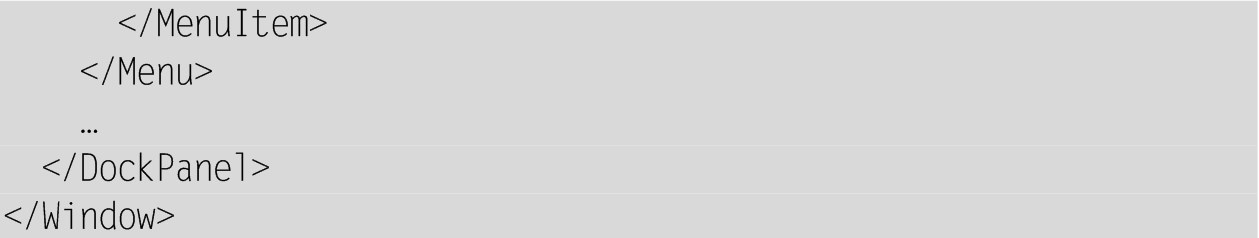 </MenuItem>
    </Menu>
    …
  </DockPanel>
</Window>